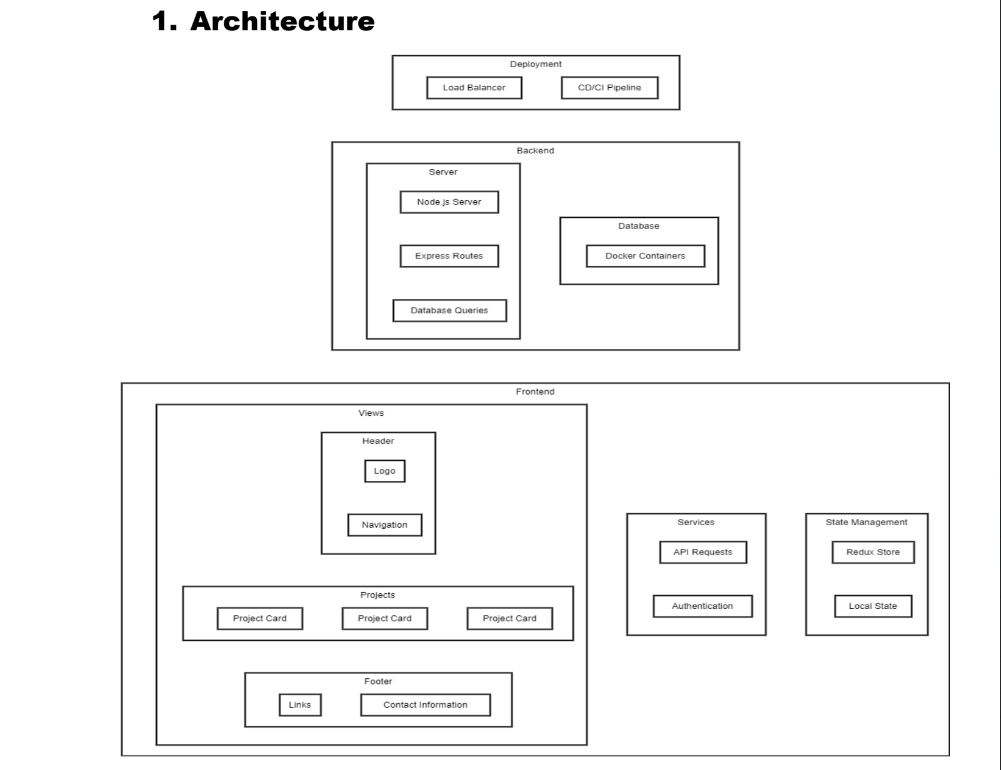 1. Architecture
Deployment
Load Balancer
CD/CI Pipeline
Backend
Server
Node.js Server
Express Routes
Database Queries
Database
Docker Containers
Frontend
Views
Header
Logo
Navigation
Projects
Project Card
Project Card
Project Card
Footer
Links
Contact Information
Services
API Requests
Authentication
State Management
Redux Store
Local State